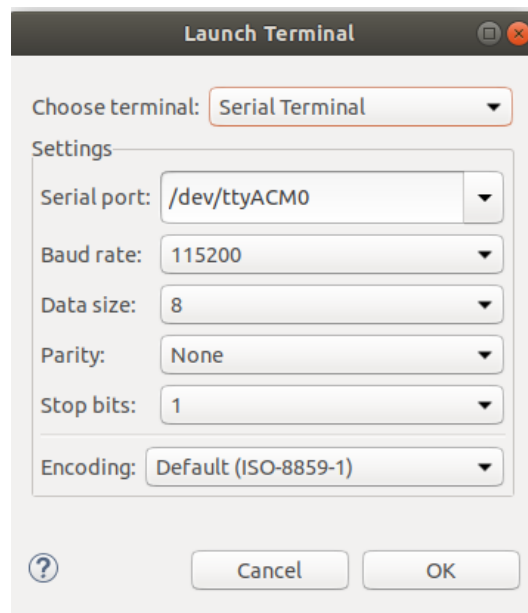 Launch Terminal
Choose terminal: Serial Terminal
Settings
Serial port: /dev/ttyACM0
Baud rate: 115200
Data size: 8
Parity: None
Stop bits: 1
Encoding: Default (ISO-8859-1)
? Cancel OK